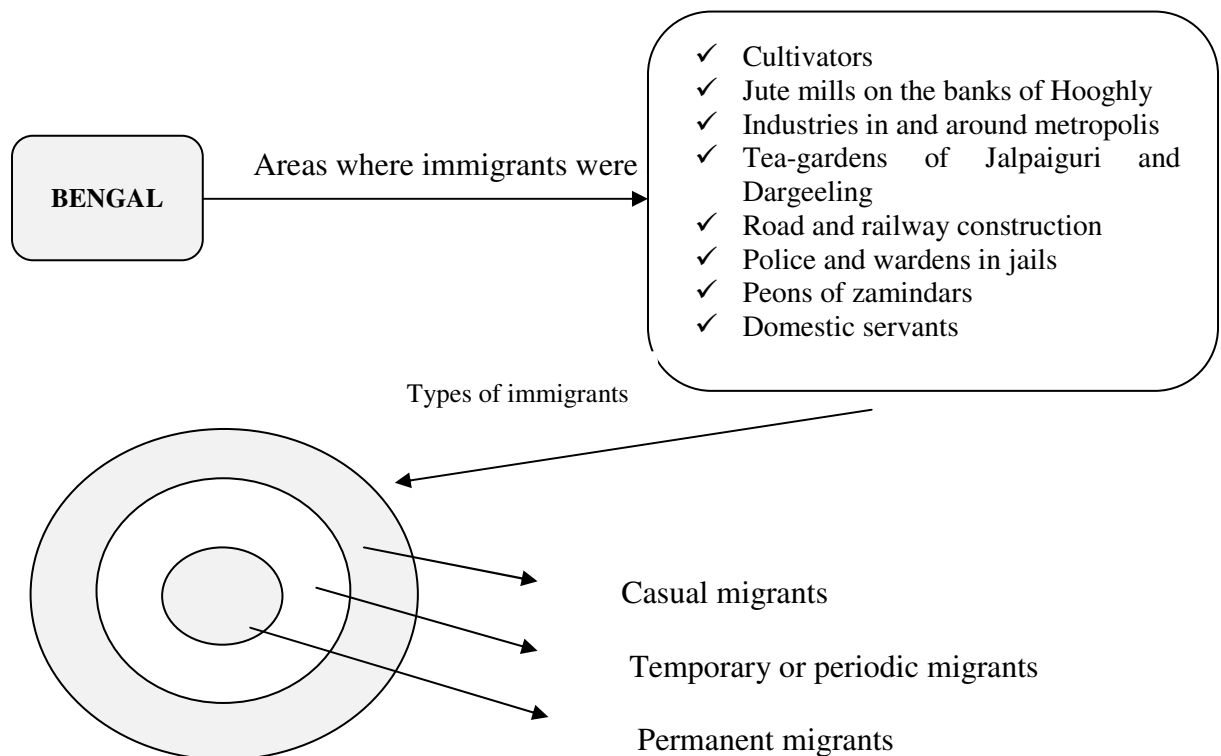 BENGAL
Areas where immigrants were
✓ Cultivators
✓ Jute mills on the banks of Hooghly
✓ Industries in and around metropolis
✓ Tea-gardens of Jalpaiguri and
Dargeeling
✓ Road and railway construction
✓ Police and wardens in jails
✓ Peons of zamindars
✓ Domestic servants
Types of immigrants
Casual migrants
Temporary or periodic migrants
Permanent migrants